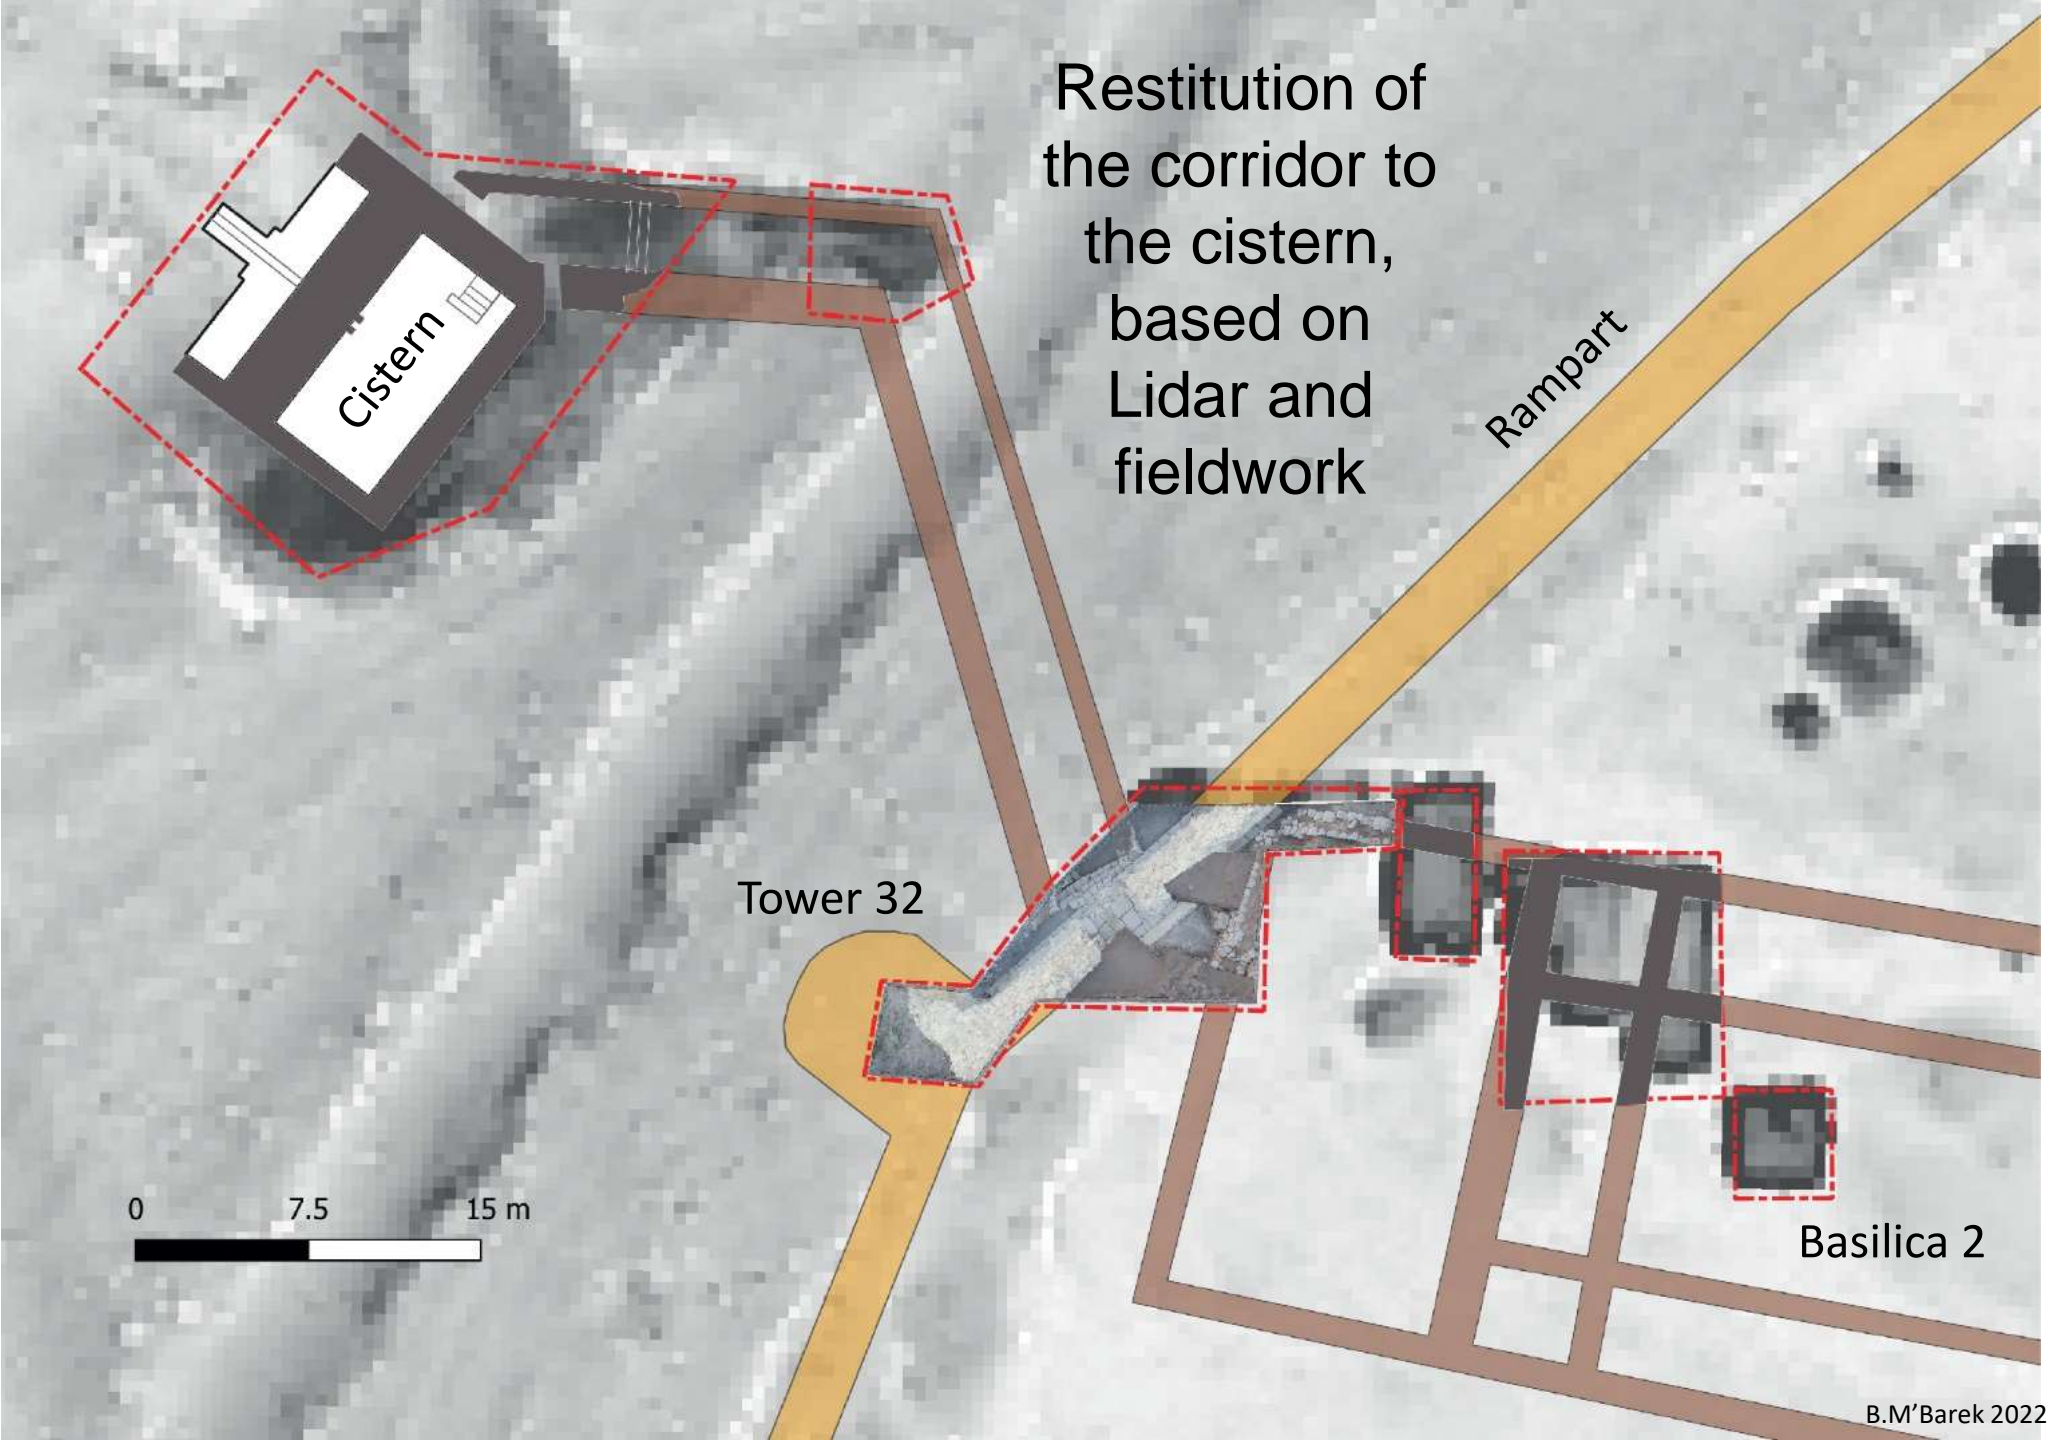 Restitution of
the corridor to
the cistern,
based on
Lidar and
fieldwork
Rampart
Cistern
Tower 32
0 7.5 15 m
Basilica 2
B.M'Barek 2022